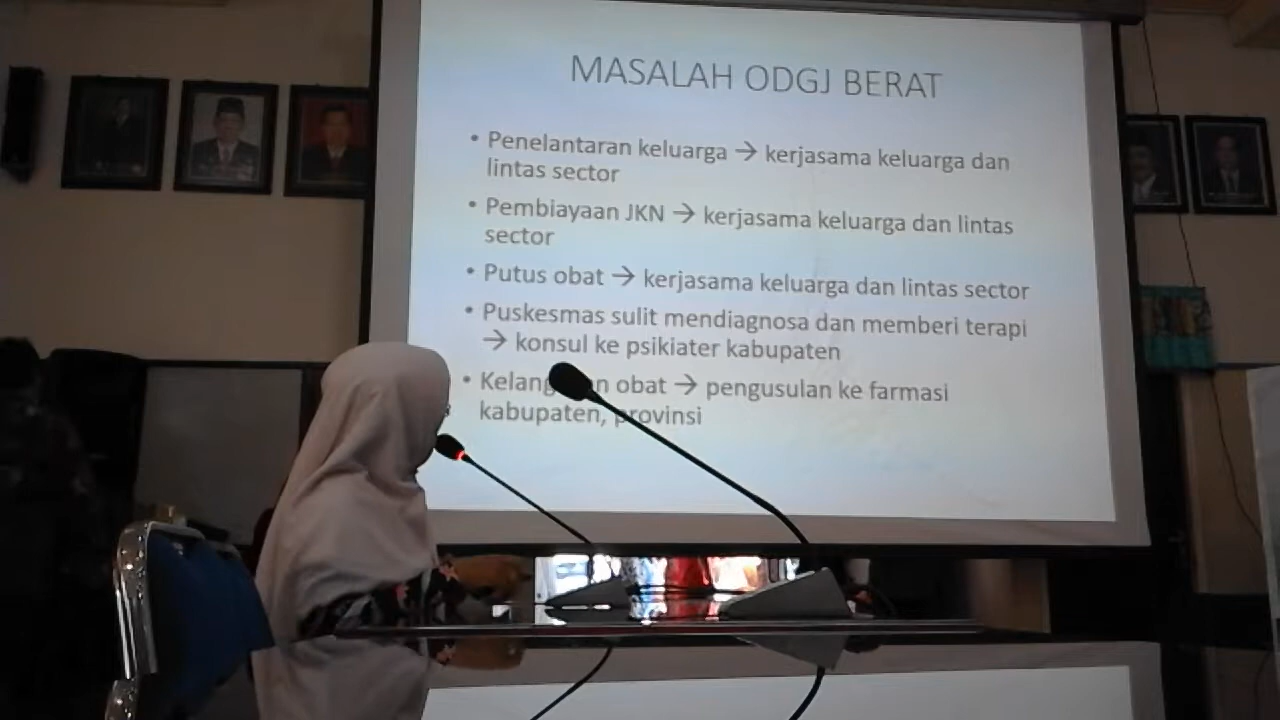 MASALAH ODGJ BERAT
• Penelantaran keluarga → kerjasama keluarga dan
lintas sector
• Pembiayaan JKN → kerjasama keluarga dan lintas
sector
• Putus obat → kerjasama keluarga dan lintas sector
• Puskesmas sulit mendiagnosa dan memberi terapi
→ konsul ke psikiater kabupaten
• obat → pengusulan ke farmasi
kabupaten, provinsi